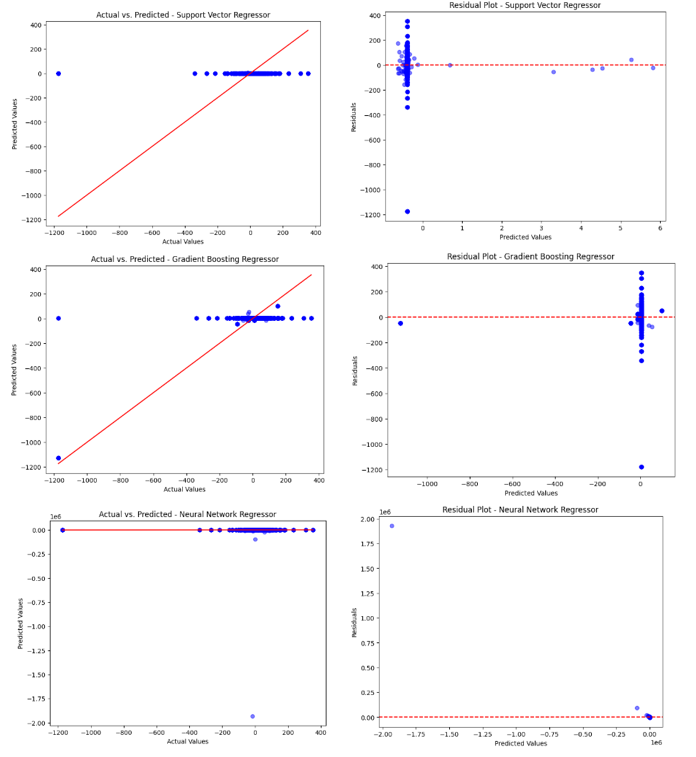 Actual vs. Predicted - Support Vector Regressor
400
200
0
−200
−400
−600
−800
−1000
−1200
Predicted Values
−1200 −1000 −800 −600 −400 −200 0 200 400
Actual Values
Residual Plot - Support Vector Regressor
400
200
0
−200
−400
−600
−800
−1000
−1200
Residuals
0 1 2 3 4 5 6
Predicted Values
Actual vs. Predicted - Gradient Boosting Regressor
400
200
0
−200
−400
−600
−800
−1000
−1200
Predicted Values
−1200 −1000 −800 −600 −400 −200 0 200 400
Actual Values
Residual Plot - Gradient Boosting Regressor
400
200
0
−200
−400
−600
−800
−1000
−1200
Residuals
−1000 −800 −600 −400 −200 0
Predicted Values
Actual vs. Predicted - Neural Network Regressor
1e6
0.00
−0.25
−0.50
−0.75
−1.00
−1.25
−1.50
−1.75
−2.00
Predicted Values
−1200 −1000 −800 −600 −400 −200 0 200 400
Actual Values
Residual Plot - Neural Network Regressor
1e6
2.00
1.75
1.50
1.25
1.00
0.75
0.50
0.25
0.00
Residuals
−2.00 −1.75 −1.50 −1.25 −1.00 −0.75 −0.50 −0.25 0.00
Predicted Values
1e6